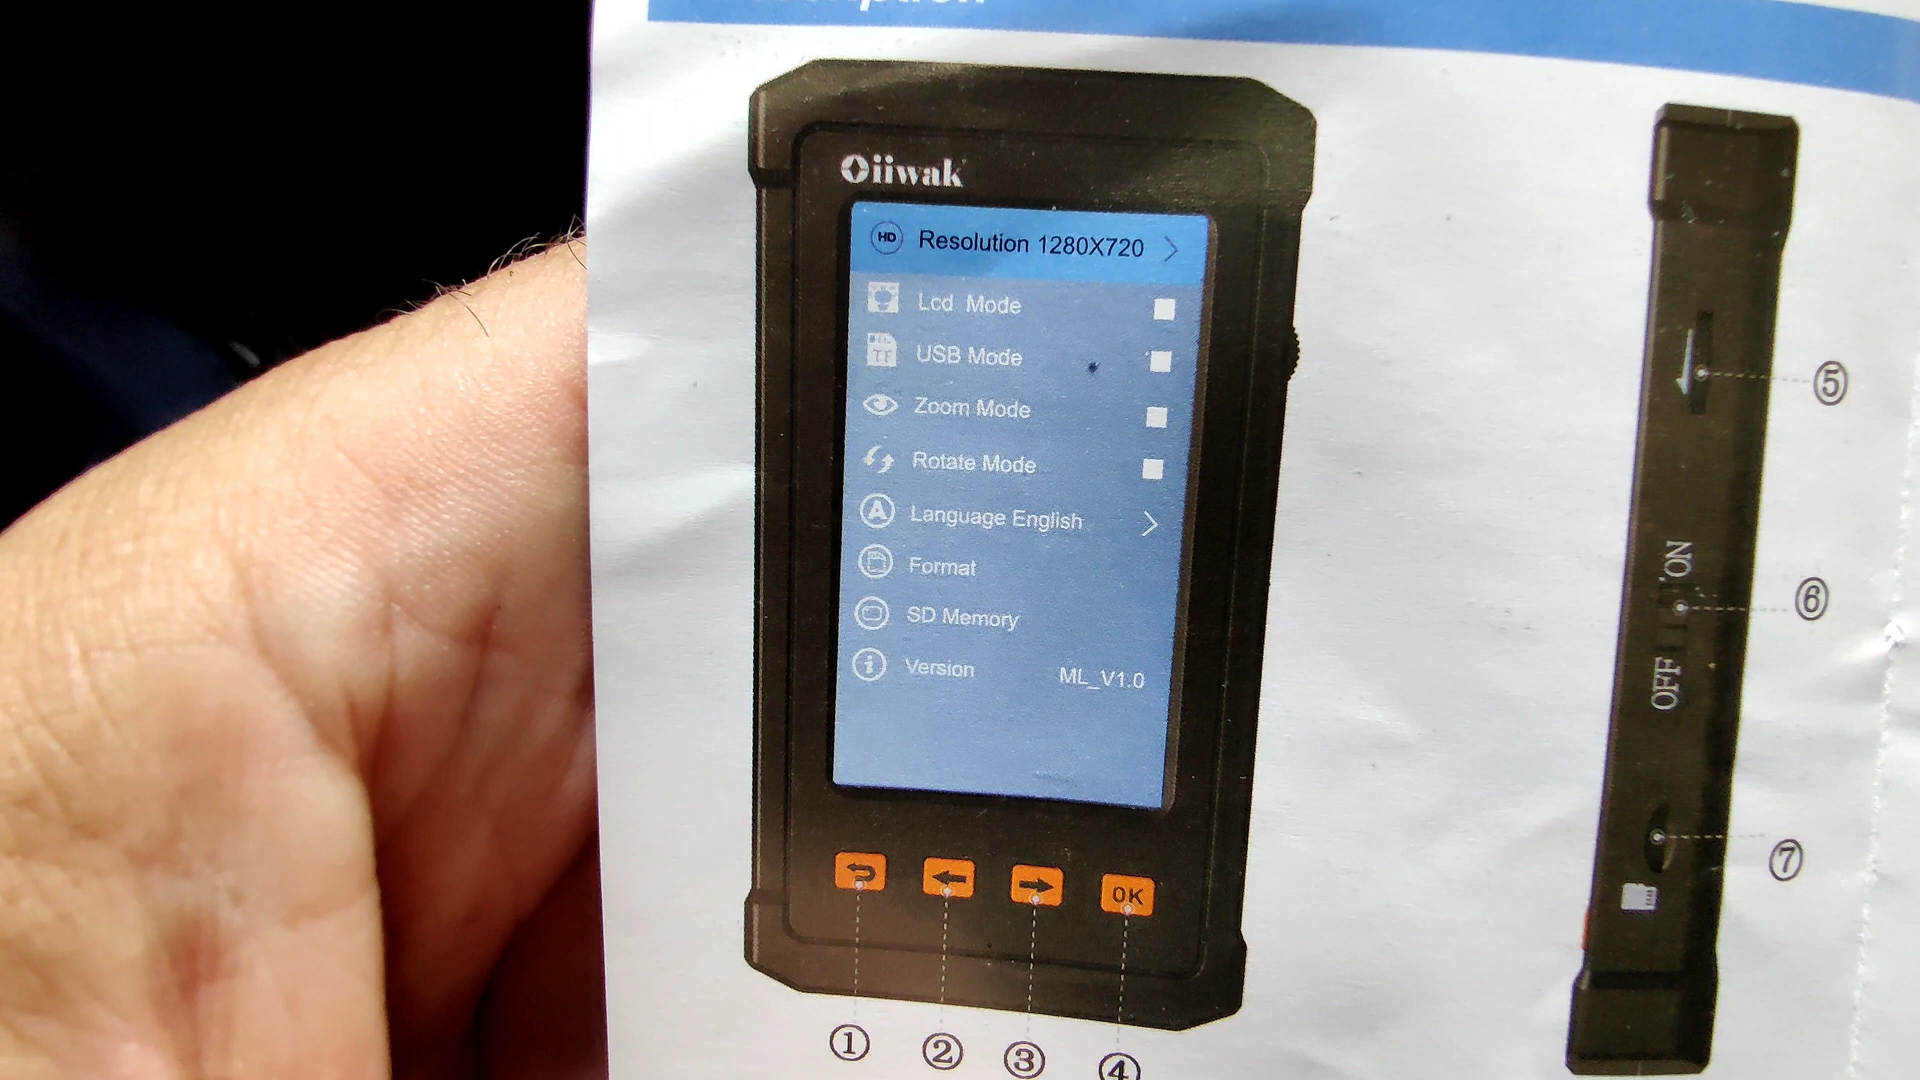 Oiiwak
HD Resolution 1280X720
Lcd Mode
TF USB Mode
Zoom Mode
Rotate Mode
A Language English
Format
SD Memory
i Version ML_V1.0
OK
① ② ③ ④
⑤
ON
⑥
OFF
⑦